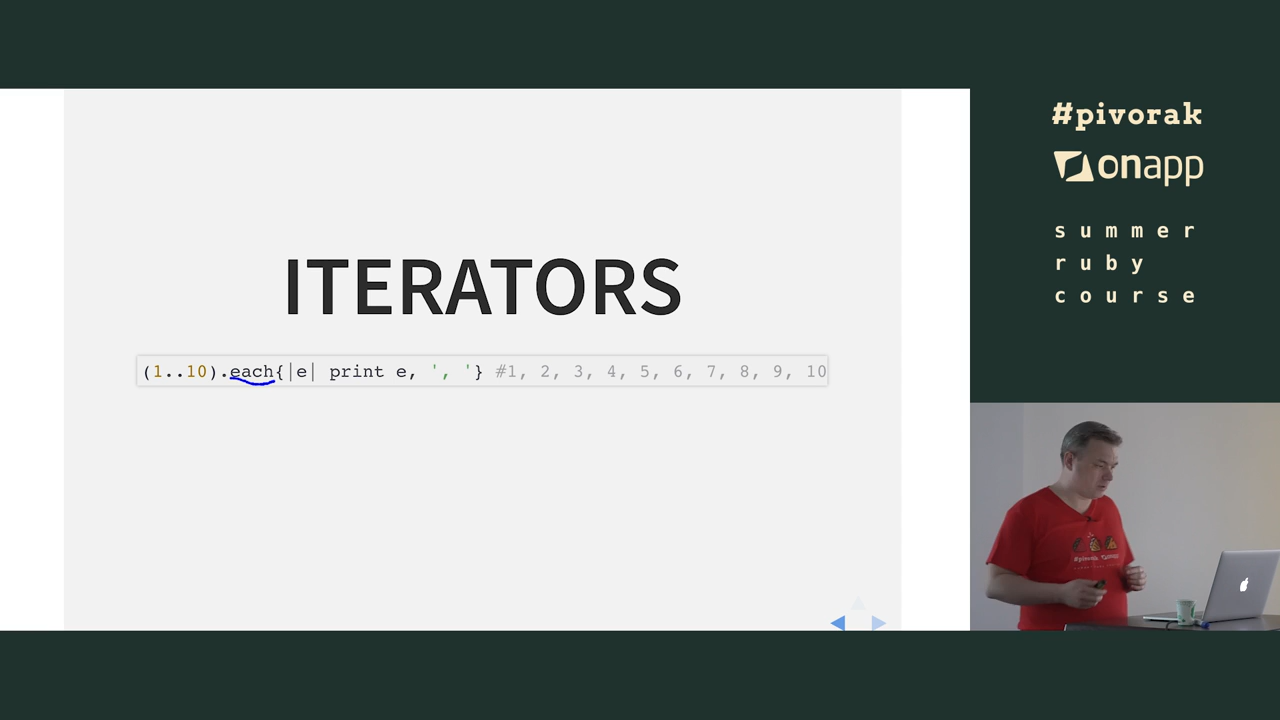 ITERATORS
(1..10).each{|e| print e, ', '} #1, 2, 3, 4, 5, 6, 7, 8, 9, 10
#pivorak
onapp
summer
ruby
course
#pivorak